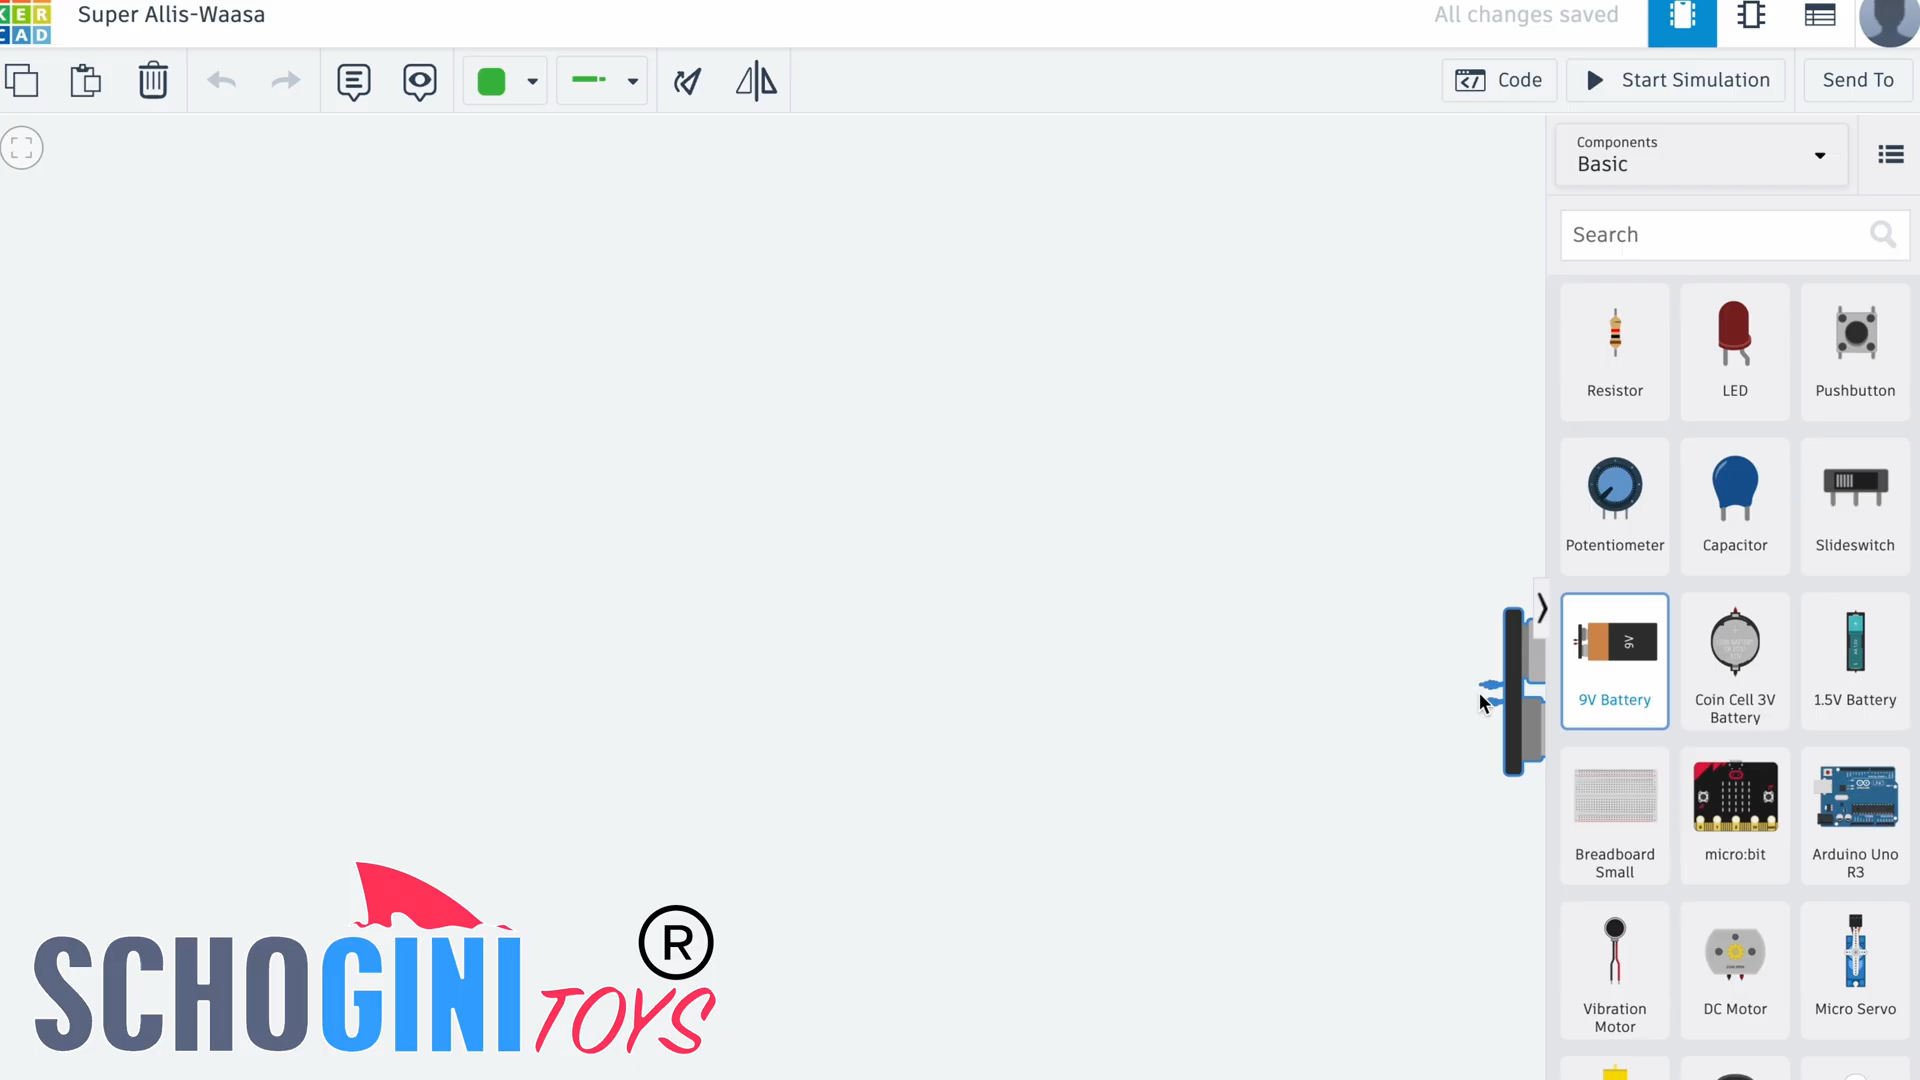 KER
CAD
Super Allis-Waasa
All changes saved
Code
Start Simulation
Send To
Components
Basic
Search
Resistor
LED
Pushbutton
Potentiometer
Capacitor
Slideswitch
9V
9V Battery
Coin Cell 3V
Battery
1.5V Battery
Breadboard
Small
micro:bit
Arduino Uno
R3
Vibration
Motor
DC Motor
Micro Servo
SCHOGINI
TOYS
®